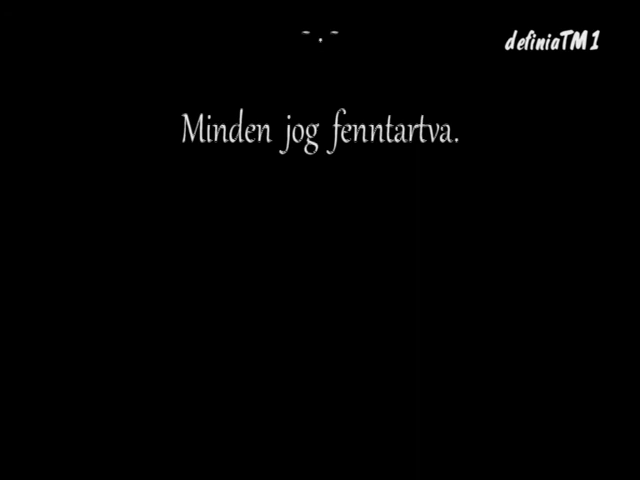 - . -
definiaTM1
Minden jog fenntartva.